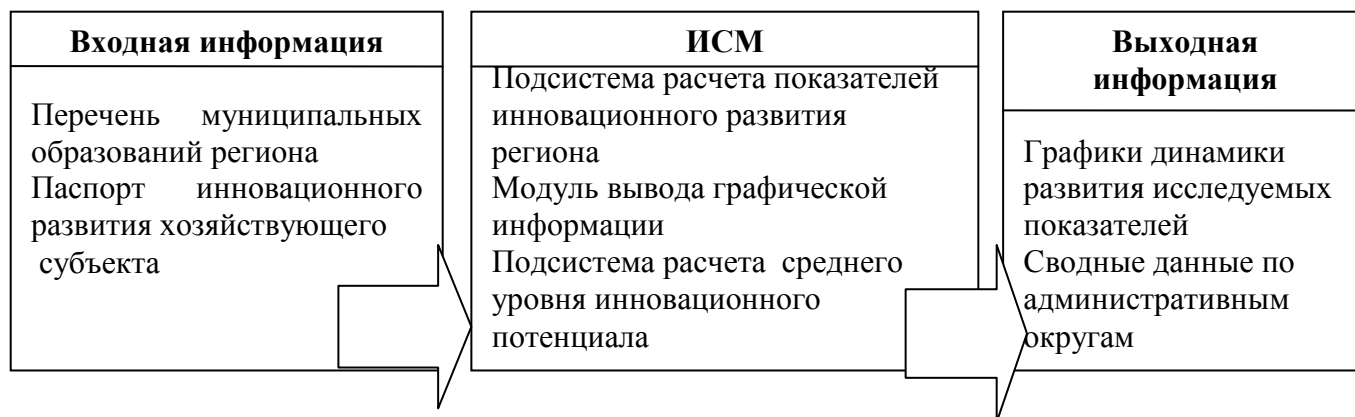 Входная информация
Перечень муниципальных
образований региона
Паспорт инновационного
развития хозяйствующего
субъекта
ИСМ
Подсистема расчета показателей
инновационного развития
региона
Модуль вывода графической
информации
Подсистема расчета среднего
уровня инновационного
потенциала
Выходная
информация
Графики динамики
развития исследуемых
показателей
Сводные данные по
административным
округам